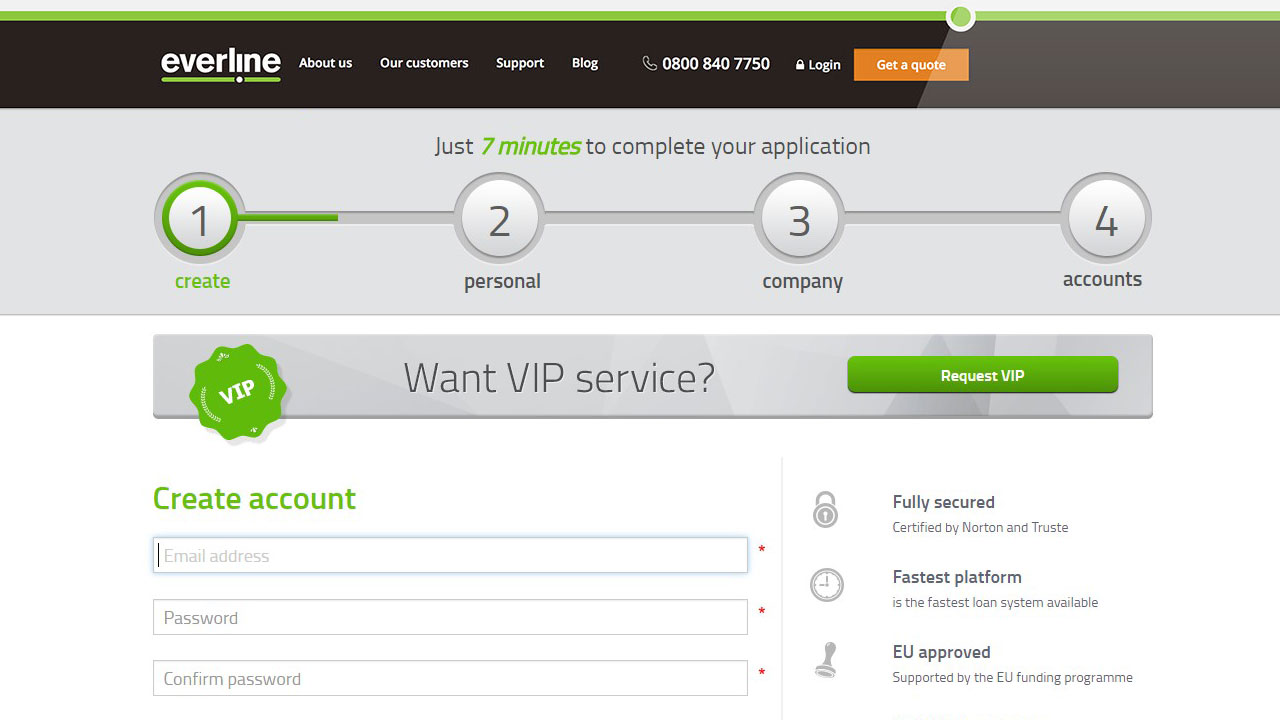 everline
About us Our customers Support Blog 0800 840 7750 Login Get a quote
Just 7 minutes to complete your application
1 2 3 4
create personal company accounts
VIP Want VIP service? Request VIP
Create account
Email address *
Password *
Confirm password *
Fully secured
Certified by Norton and Truste
Fastest platform
is the fastest loan system available
EU approved
Supported by the EU funding programme